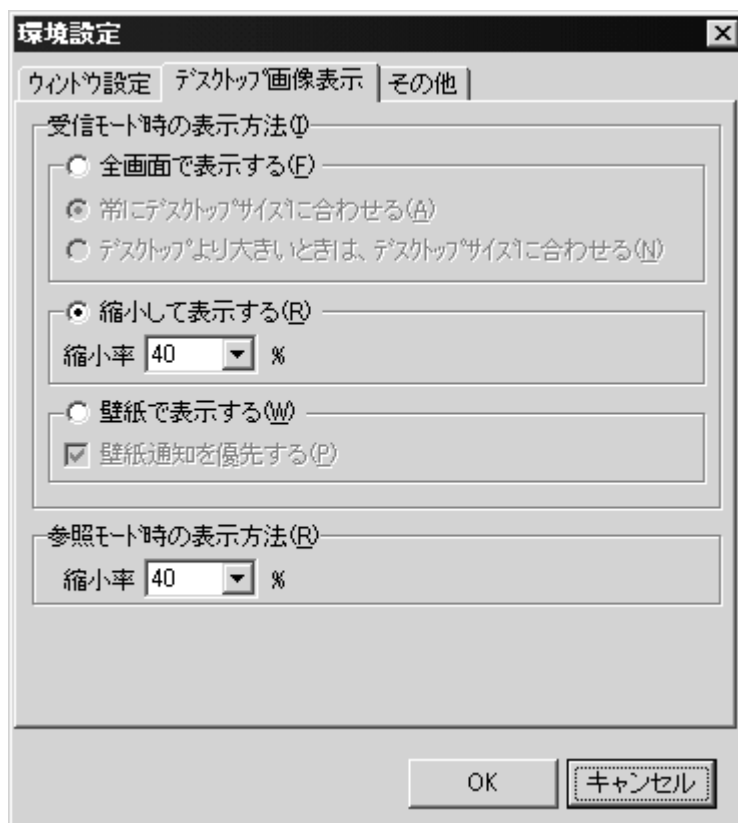 環境設定
ウィンドウ設定 デスクトップ画像表示 その他
受信モード時の表示方法(I)
全画面で表示する(F)
常にデスクトップサイズに合わせる(A)
デスクトップより大きいときは、デスクトップサイズに合わせる(N)
縮小して表示する(R)
縮小率 40 %
壁紙で表示する(W)
壁紙通知を優先する(P)
参照モード時の表示方法(R)
縮小率 40 %
OK キャンセル